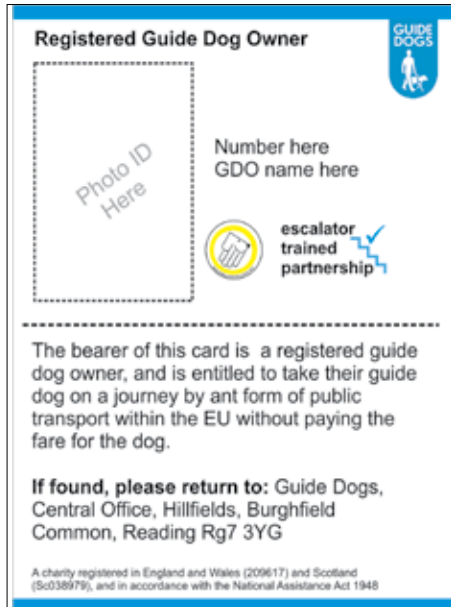 Registered Guide Dog Owner
GUIDE
DOGS
Photo ID
Here
Number here
GDO name here
escalator
trained
partnership
The bearer of this card is a registered guide
dog owner, and is entitled to take their guide
dog on a journey by ant form of public
transport within the EU without paying the
fare for the dog.
If found, please return to: Guide Dogs,
Central Office, Hillfields, Burghfield
Common, Reading Rg7 3YG
A charity registered in England and Wales (209617) and Scotland
(Sc038979), and in accordance with the National Assistance Act 1948